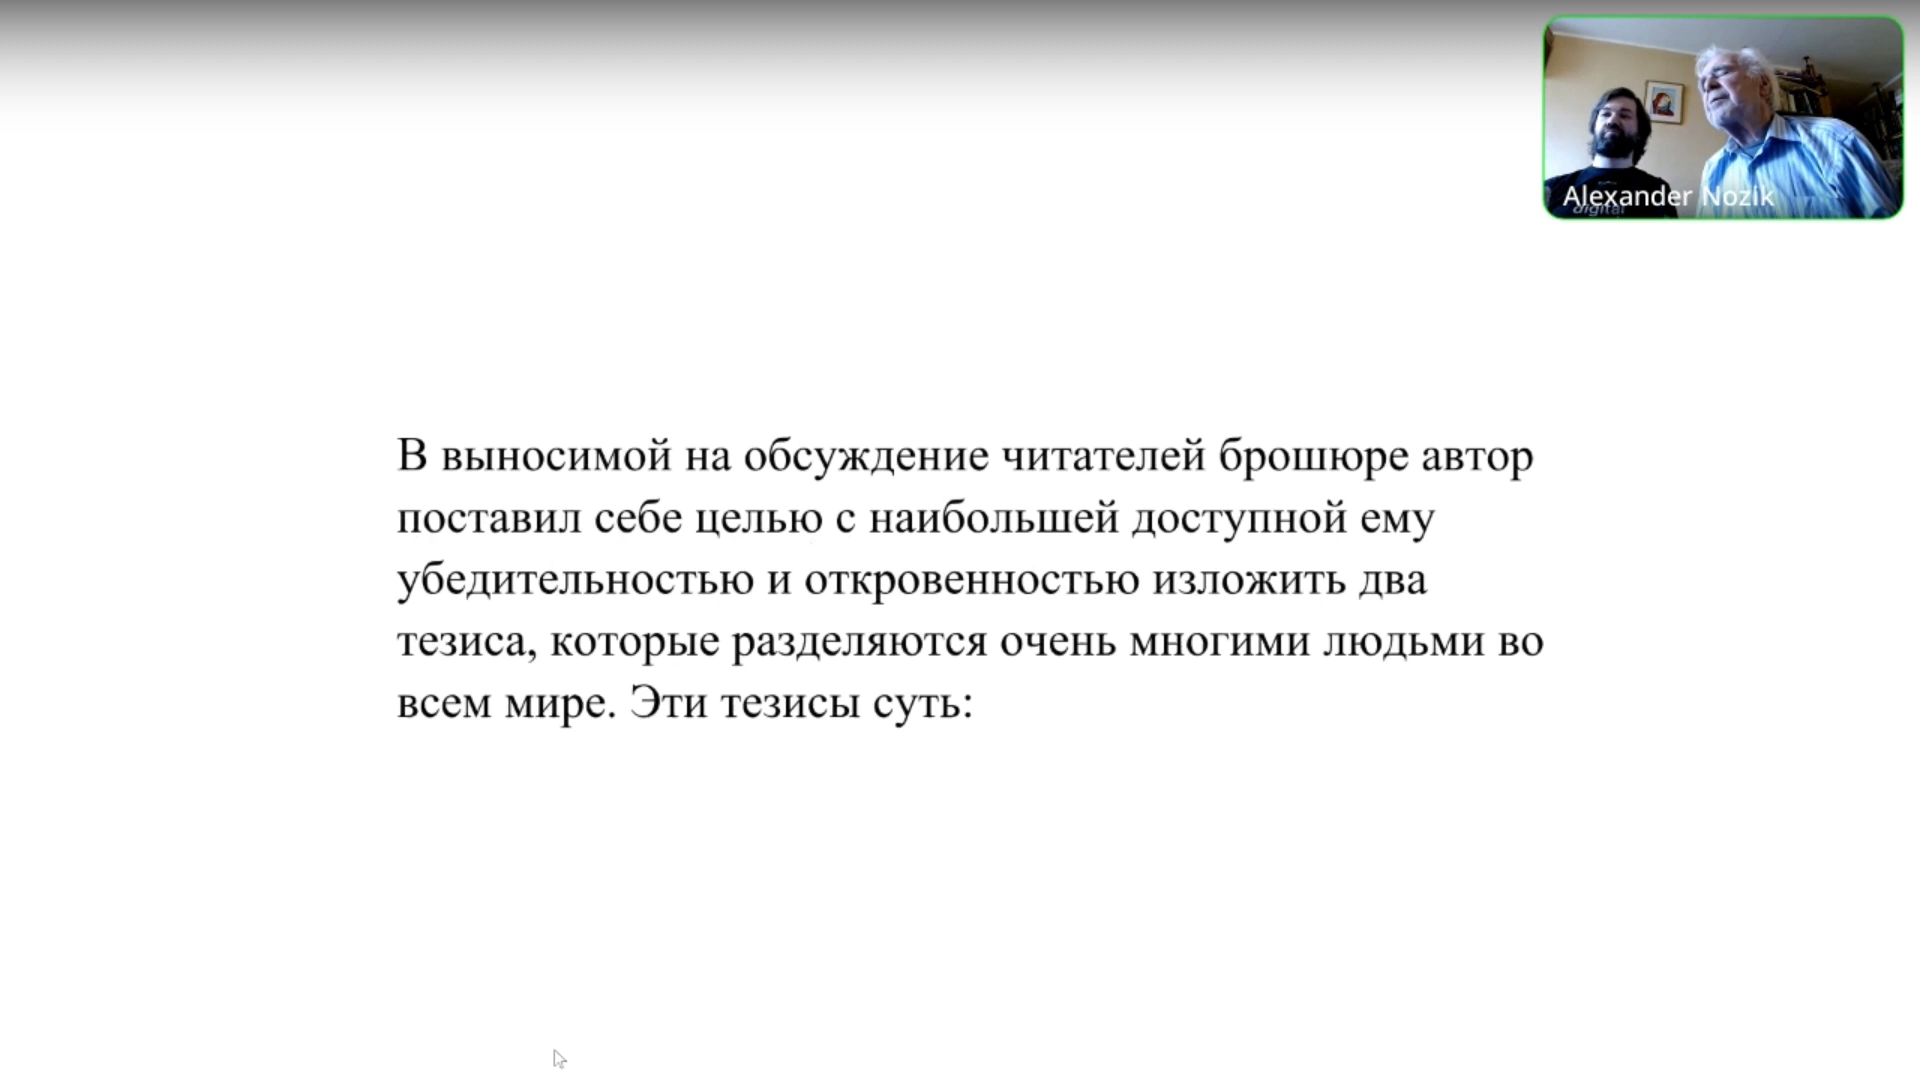 Alexander Nozik
digital
В выносимой на обсуждение читателей брошюре автор
поставил себе целью с наибольшей доступной ему
убедительностью и откровенностью изложить два
тезиса, которые разделяются очень многими людьми во
всем мире. Эти тезисы суть: